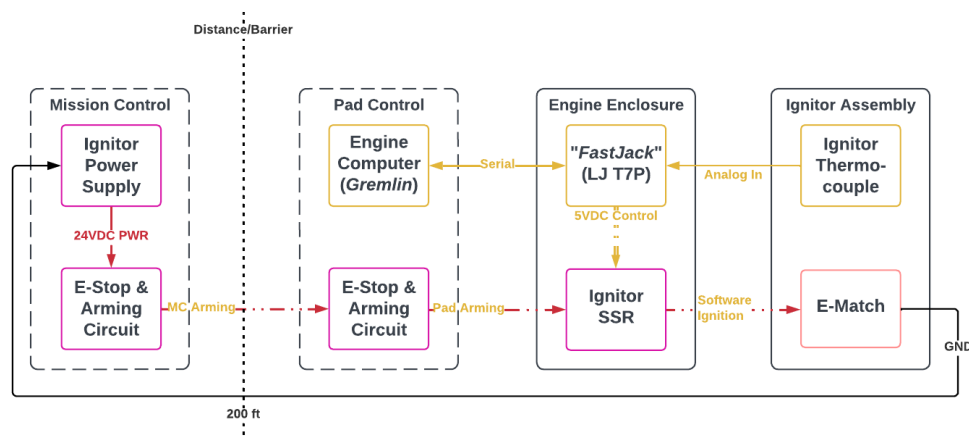 Distance/Barrier
Mission Control
Pad Control
Engine Enclosure
Ignitor Assembly
Ignitor
Power
Supply
Engine
Computer
(Gremlin)
Serial
"FastJack"
(LJ T7P)
Analog In
Ignitor
Thermo-
couple
24VDC PWR
5VDC Control
E-Stop &
Arming
Circuit
MC Arming
E-Stop &
Arming
Circuit
Pad Arming
Ignitor
SSR
Software
Ignition
E-Match
GND
200 ft